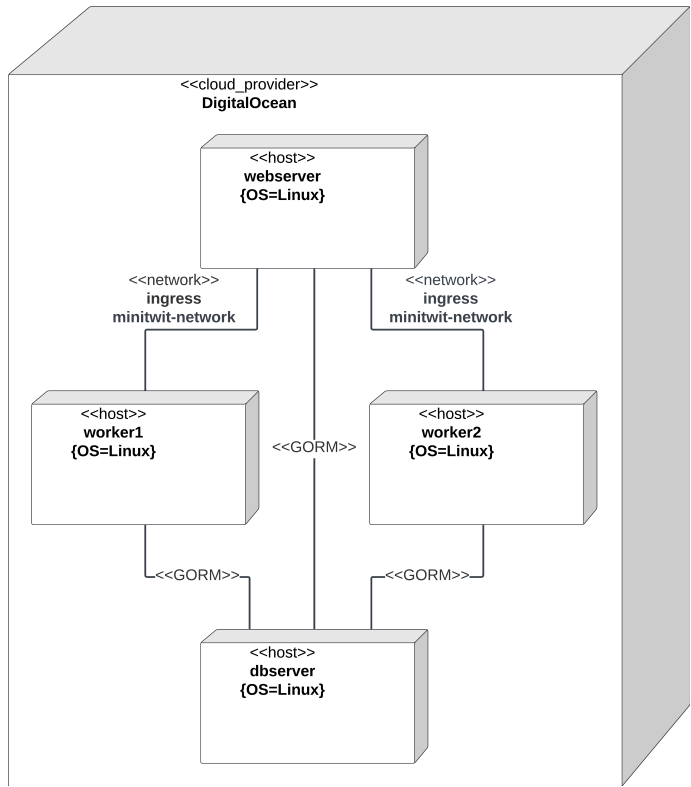 <<cloud_provider>>
DigitalOcean
<<host>>
webserver
{OS=Linux}
<<network>>
ingress
minitwit-network
<<network>>
ingress
minitwit-network
<<host>>
worker1
{OS=Linux}
<<GORM>>
<<host>>
worker2
{OS=Linux}
<<GORM>>
<<GORM>>
<<host>>
dbserver
{OS=Linux}